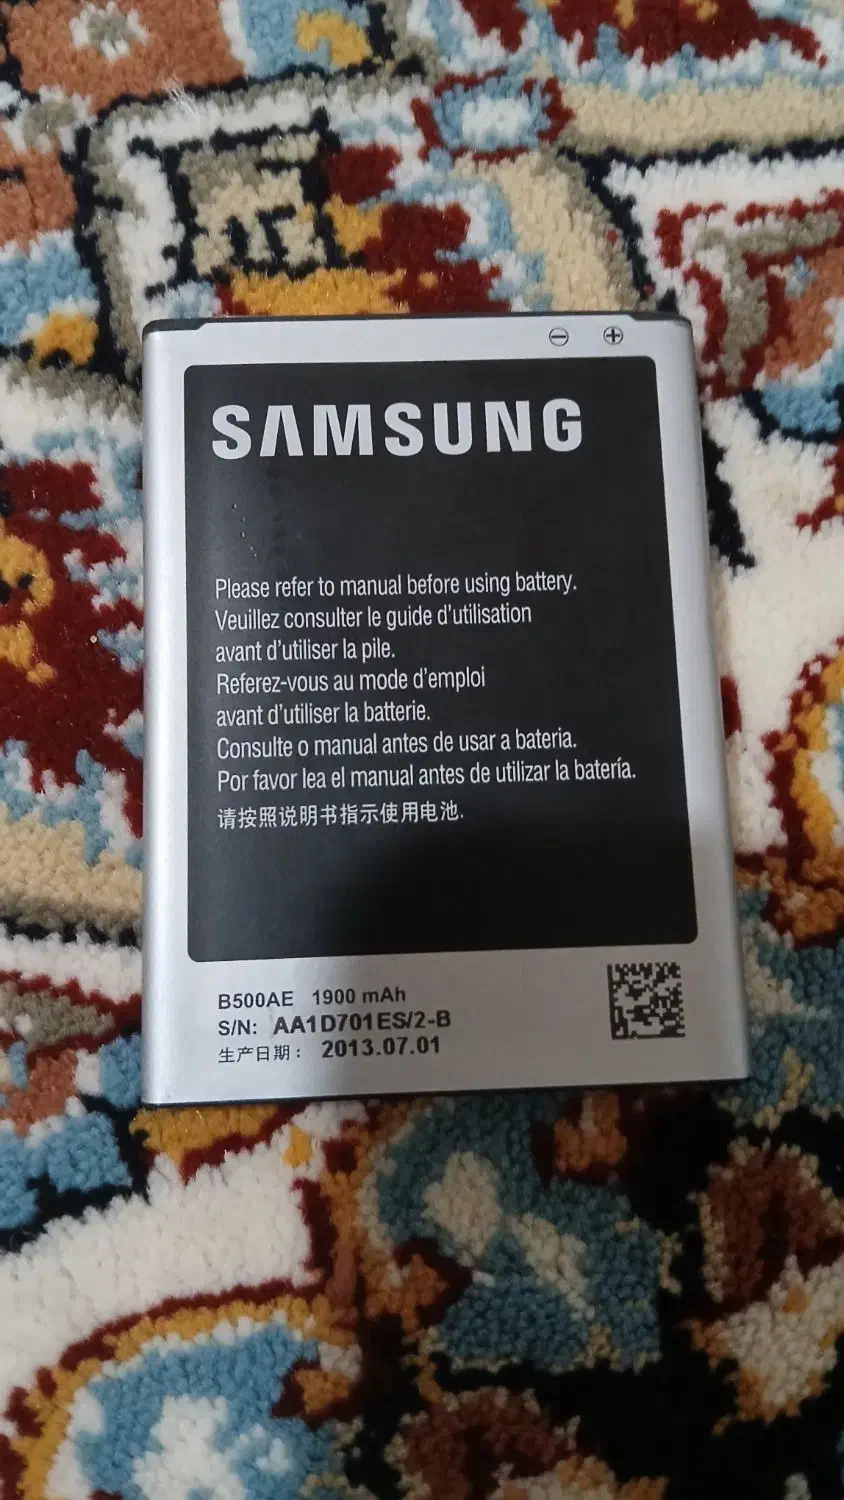 SAMSUNG
Please refer to manual before using battery.
Veuillez consulter le guide d'utilisation
avant d'utiliser la pile.
Referez-vous au mode d'emploi
avant d'utiliser la batterie.
Consulte o manual antes de usar a bateria.
Por favor lea el manual antes de utilizar la batería.
请按照说明书指示使用电池.
B500AE 1900 mAh
S/N: AA1D701ES/2-B
生产日期: 2013.07.01